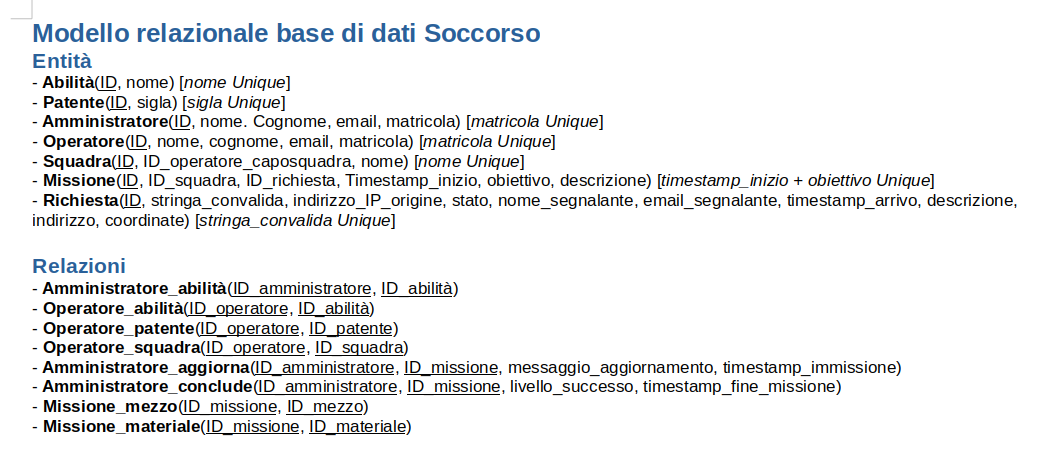 Modello relazionale base di dati Soccorso
Entità
- Abilità(ID, nome) [nome Unique]
- Patente(ID, sigla) [sigla Unique]
- Amministratore(ID, nome. Cognome, email, matricola) [matricola Unique]
- Operatore(ID, nome, cognome, email, matricola) [matricola Unique]
- Squadra(ID, ID_operatore_caposquadra, nome) [nome Unique]
- Missione(ID, ID_squadra, ID_richiesta, Timestamp_inizio, obiettivo, descrizione) [timestamp_inizio + obiettivo Unique]
- Richiesta(ID, stringa_convalida, indirizzo_IP_origine, stato, nome_segnalante, email_segnalante, timestamp_arrivo, descrizione,
indirizzo, coordinate) [stringa_convalida Unique]
Relazioni
- Amministratore_abilità(ID_amministratore, ID_abilità)
- Operatore_abilità(ID_operatore, ID_abilità)
- Operatore_patente(ID_operatore, ID_patente)
- Operatore_squadra(ID_operatore, ID_squadra)
- Amministratore_aggiorna(ID_amministratore, ID_missione, messaggio_aggiornamento, timestamp_immissione)
- Amministratore_conclude(ID_amministratore, ID_missione, livello_successo, timestamp_fine_missione)
- Missione_mezzo(ID_missione, ID_mezzo)
- Missione_materiale(ID_missione, ID_materiale)